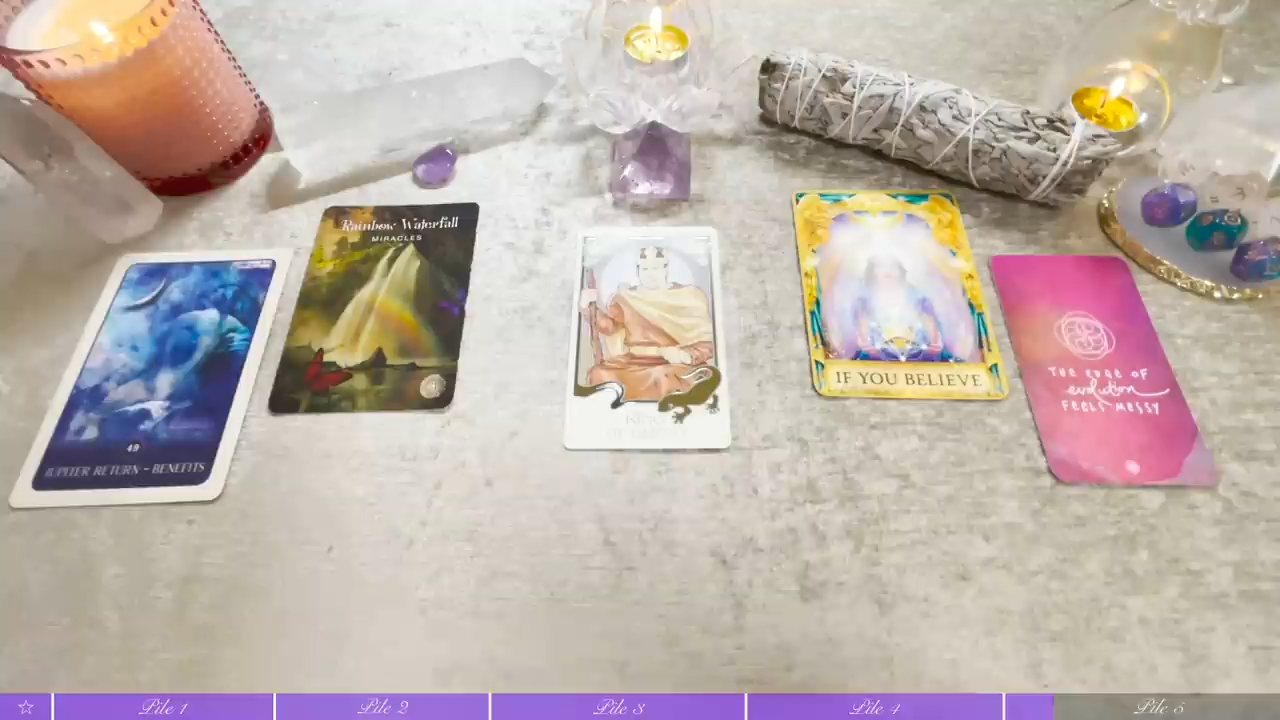 Rainbow Waterfall
MIRACLES
49
JUPITER RETURN - BENEFITS
IF YOU BELIEVE
THE EDGE OF
evolution
FEELS MESSY
Pile 1
Pile 2
Pile 3
Pile 4
Pile 5